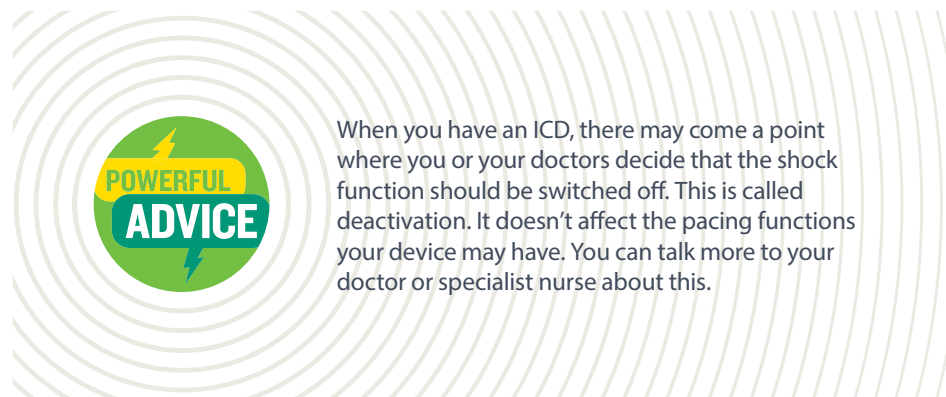 POWERFUL
ADVICE
When you have an ICD, there may come a point
where you or your doctors decide that the shock
function should be switched off. This is called
deactivation. It doesn’t affect the pacing functions
your device may have. You can talk more to your
doctor or specialist nurse about this.